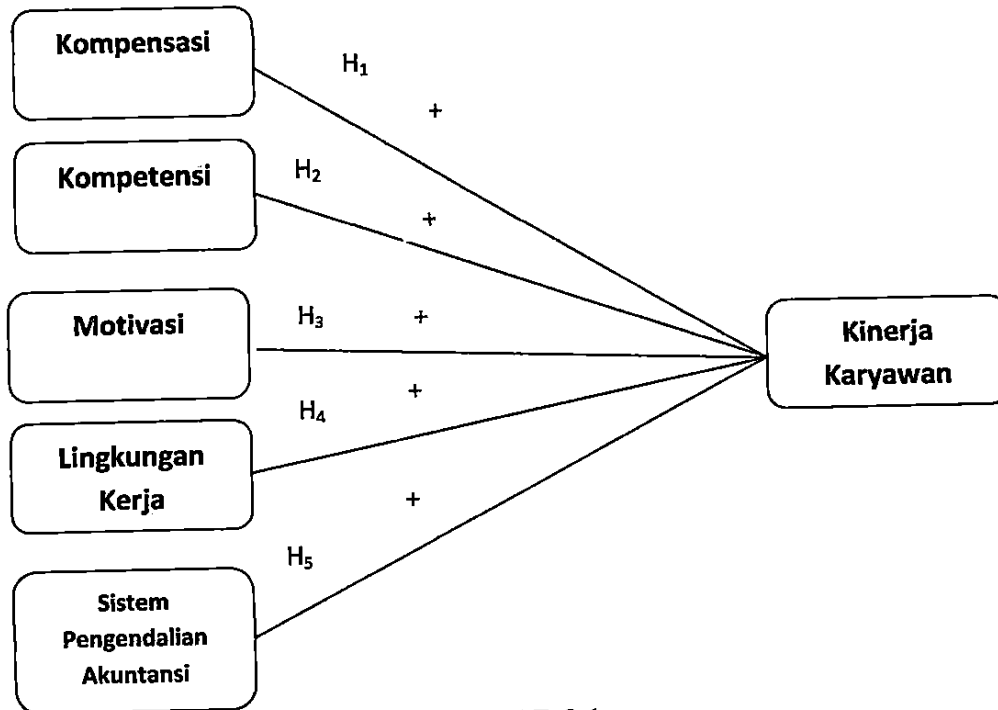 Kompensasi
H₁
+
Kompetensi
H₂
+
Motivasi
H₃
+
Kinerja
Karyawan
+
H₄
Lingkungan
Kerja
+
H₅
Sistem
Pengendalian
Akuntansi